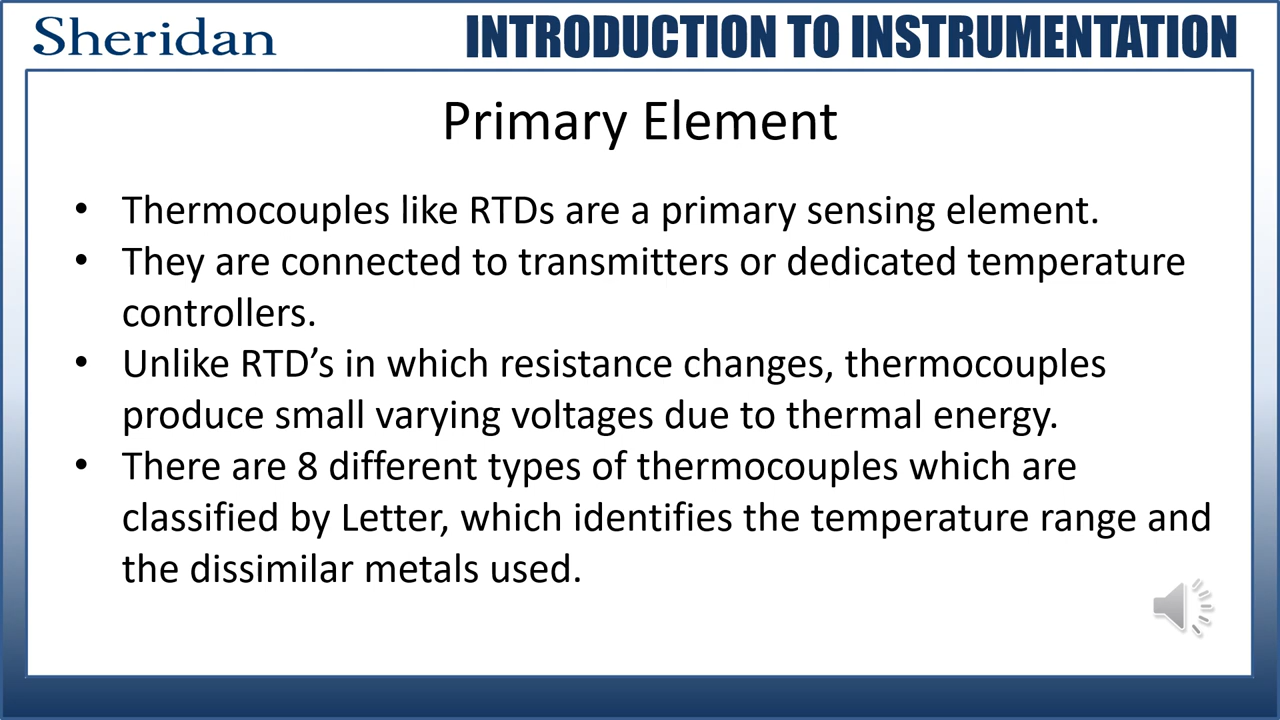 Sheridan
INTRODUCTION TO INSTRUMENTATION
Primary Element
• Thermocouples like RTDs are a primary sensing element.
• They are connected to transmitters or dedicated temperature
controllers.
• Unlike RTD’s in which resistance changes, thermocouples
produce small varying voltages due to thermal energy.
• There are 8 different types of thermocouples which are
classified by Letter, which identifies the temperature range and
the dissimilar metals used.